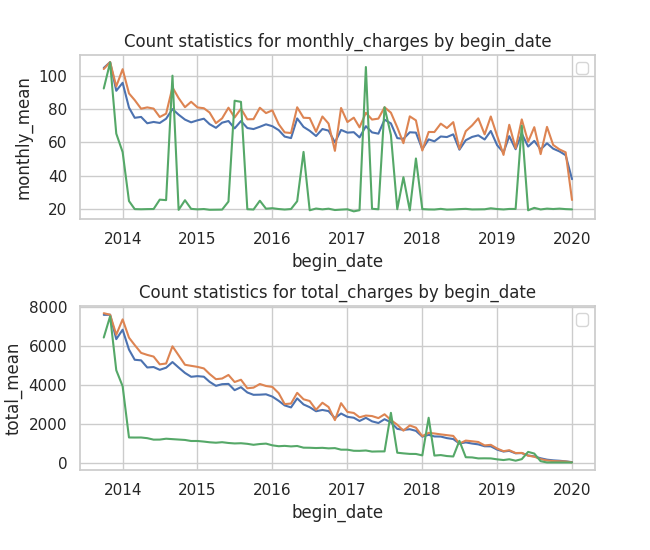 Count statistics for monthly_charges by begin_date
monthly_mean
100
80
60
40
20
2014 2015 2016 2017 2018 2019 2020
begin_date
Count statistics for total_charges by begin_date
total_mean
8000
6000
4000
2000
0
2014 2015 2016 2017 2018 2019 2020
begin_date